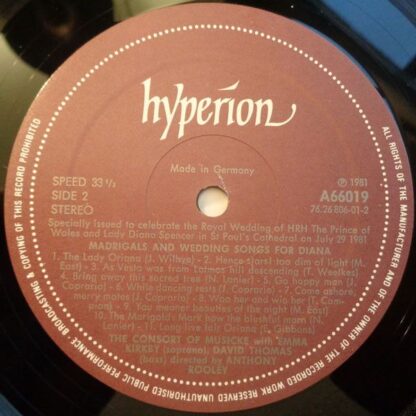 hyperion
Made in Germany
SPEED 33 1/3
SIDE 2
STEREO
℗ 1981
A66019
76.26 806-01-2
Specially issued to celebrate the Royal Wedding of HRH The Prince of
Wales and Lady Diana Spencer in St Paul's Cathedral on July 29 1981
MADRIGALS AND WEDDING SONGS FOR DIANA
1. The Lady Oriana (J. Wilbye) - 2. Hence stars! too dim of light (M.
East) - 3. As Vesta was from Latmos hill descending (T. Weelkes)
4. Bring away this sacred tree (N. Lanier) - 5. Go happy man (J.
Coprario) - 6. While dancing rests (J. Coprario) - 7. Come ashore,
merry mates (J. Coprario) - 8. Woo her and win her (T. Campion)
9. You meaner beauties of the night (M. East)
10. The Marigold: Mark how the blushful morn (N.
Lanier) - 11. Long live fair Oriana (E. Gibbons)
THE CONSORT OF MUSICKE with EMMA
KIRKBY (soprano), DAVID THOMAS
(bass) directed by ANTHONY
ROOLEY
ALL RIGHTS OF THE MANUFACTURER AND OF THE OWNER OF THE RECORDED WORK RESERVED UNAUTHORISED PUBLIC PERFORMANCE BROADCASTING & COPYING OF THIS RECORD PROHIBITED